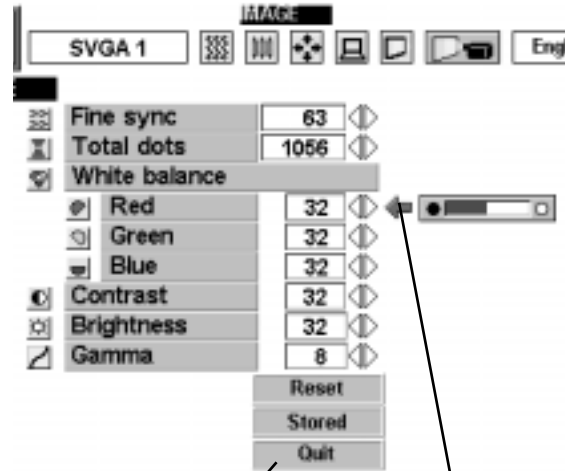 IMAGE
SVGA 1 Engl
Fine sync 63
Total dots 1056
White balance
Red 32
Green 32
Blue 32
Contrast 32
Brightness 32
Gamma 8
Reset
Stored
Quit